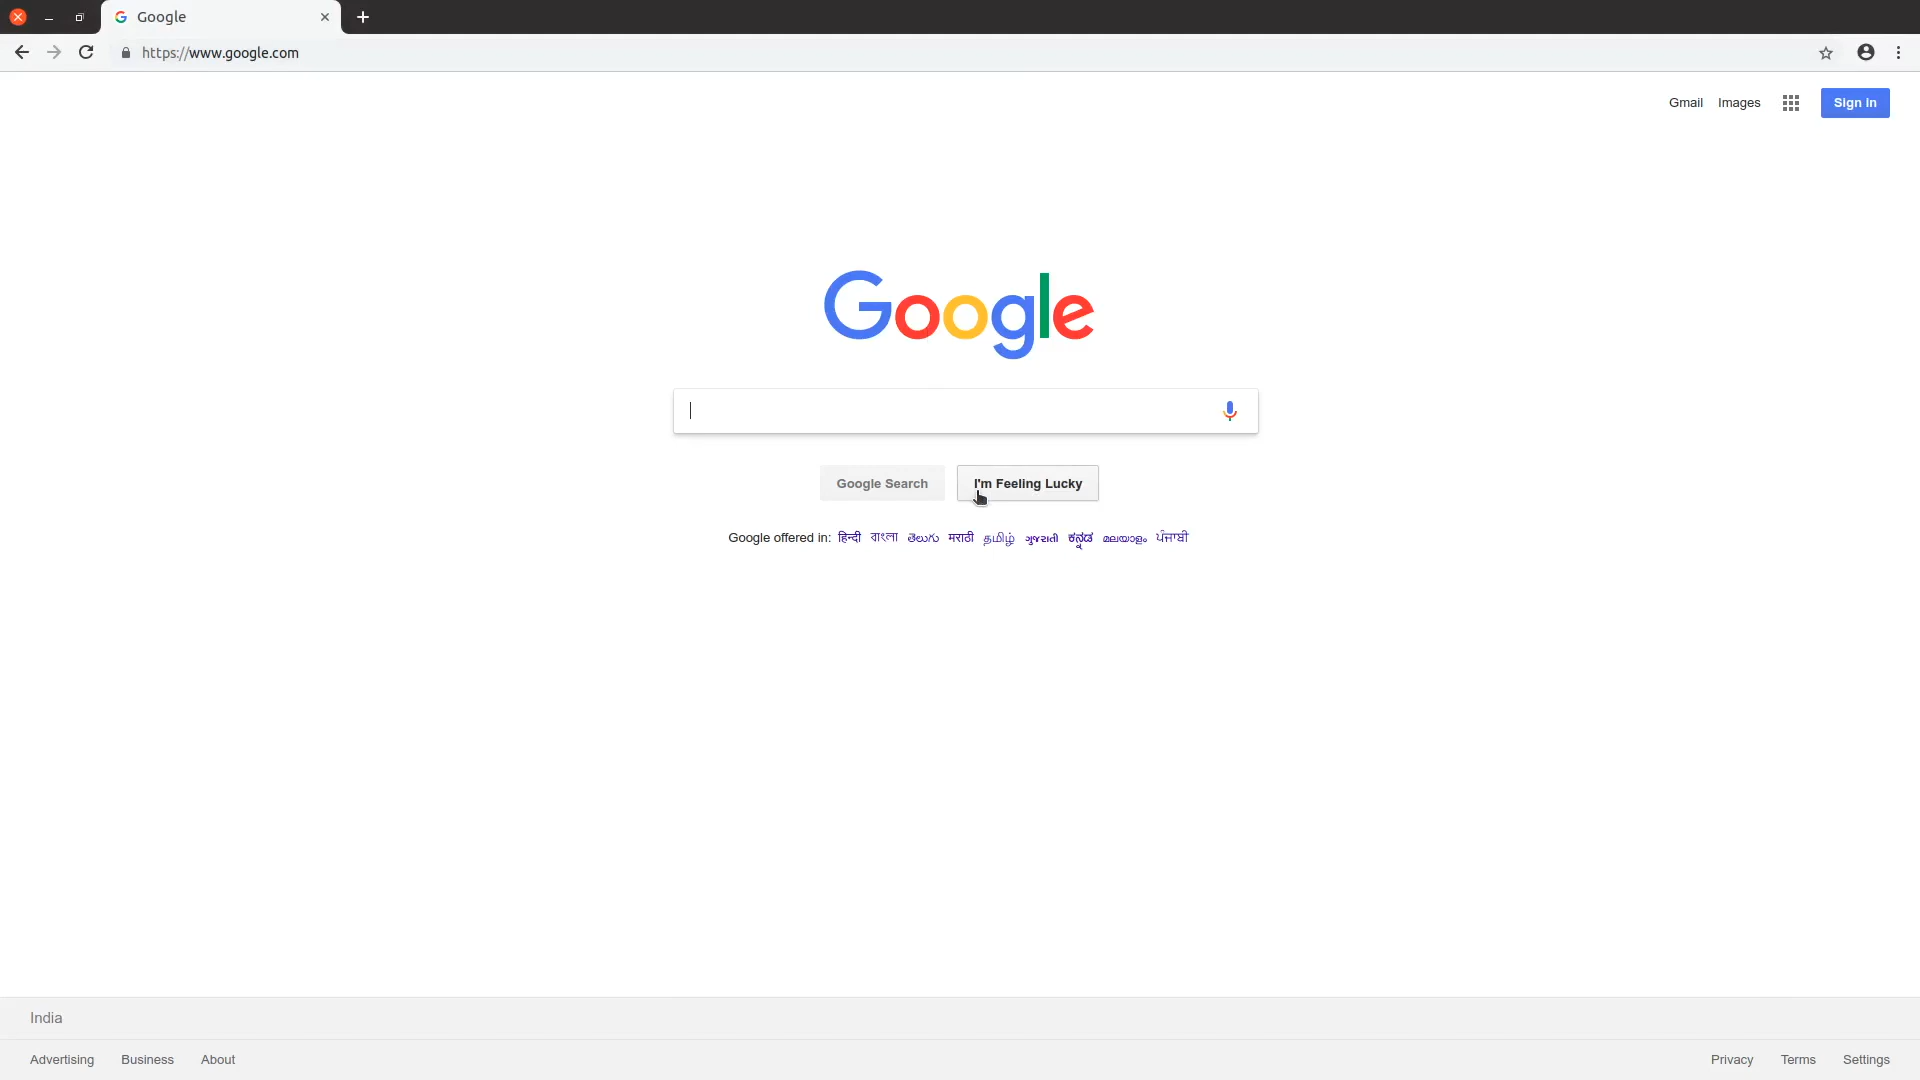 Google
https://www.google.com
Gmail Images Sign In
Google
Google Search I'm Feeling Lucky
Google offered in: हिन्दी বাংলা తెలుగు मराठी தமிழ் ગુજરાતી ಕನ್ನಡ മലയാളം ਪੰਜਾਬੀ
India
Advertising Business About Privacy Terms Settings